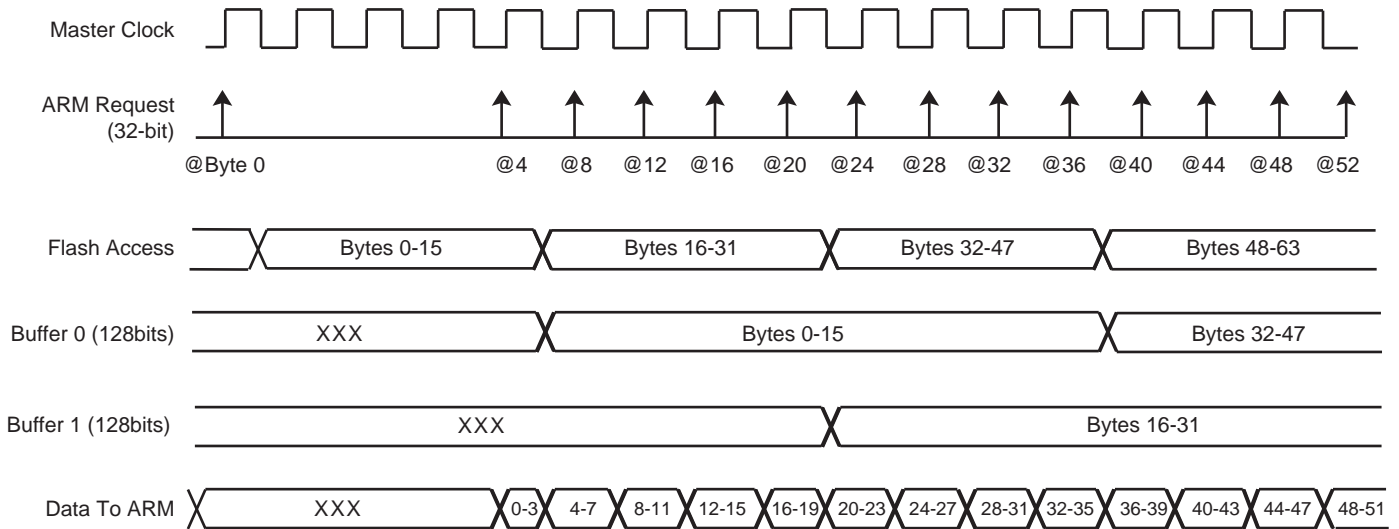 Master Clock
ARM Request
(32-bit)
@Byte 0 @4 @8 @12 @16 @20 @24 @28 @32 @36 @40 @44 @48 @52
Flash Access Bytes 0-15 Bytes 16-31 Bytes 32-47 Bytes 48-63
Buffer 0 (128bits) XXX Bytes 0-15 Bytes 32-47
Buffer 1 (128bits) XXX Bytes 16-31
Data To ARM XXX 0-3 4-7 8-11 12-15 16-19 20-23 24-27 28-31 32-35 36-39 40-43 44-47 48-51